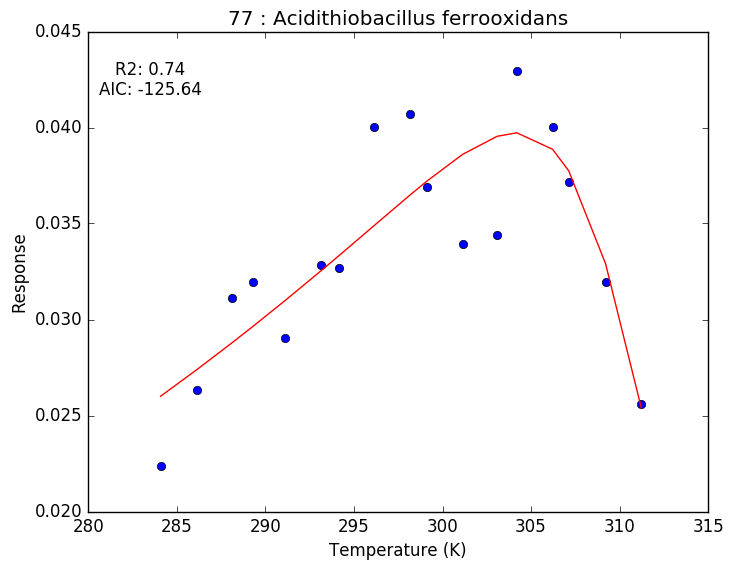 77 : Acidithiobacillus ferrooxidans
R2: 0.74
AIC: -125.64
0.045
0.040
0.035
0.030
0.025
0.020
Response
280 285 290 295 300 305 310 315
Temperature (K)